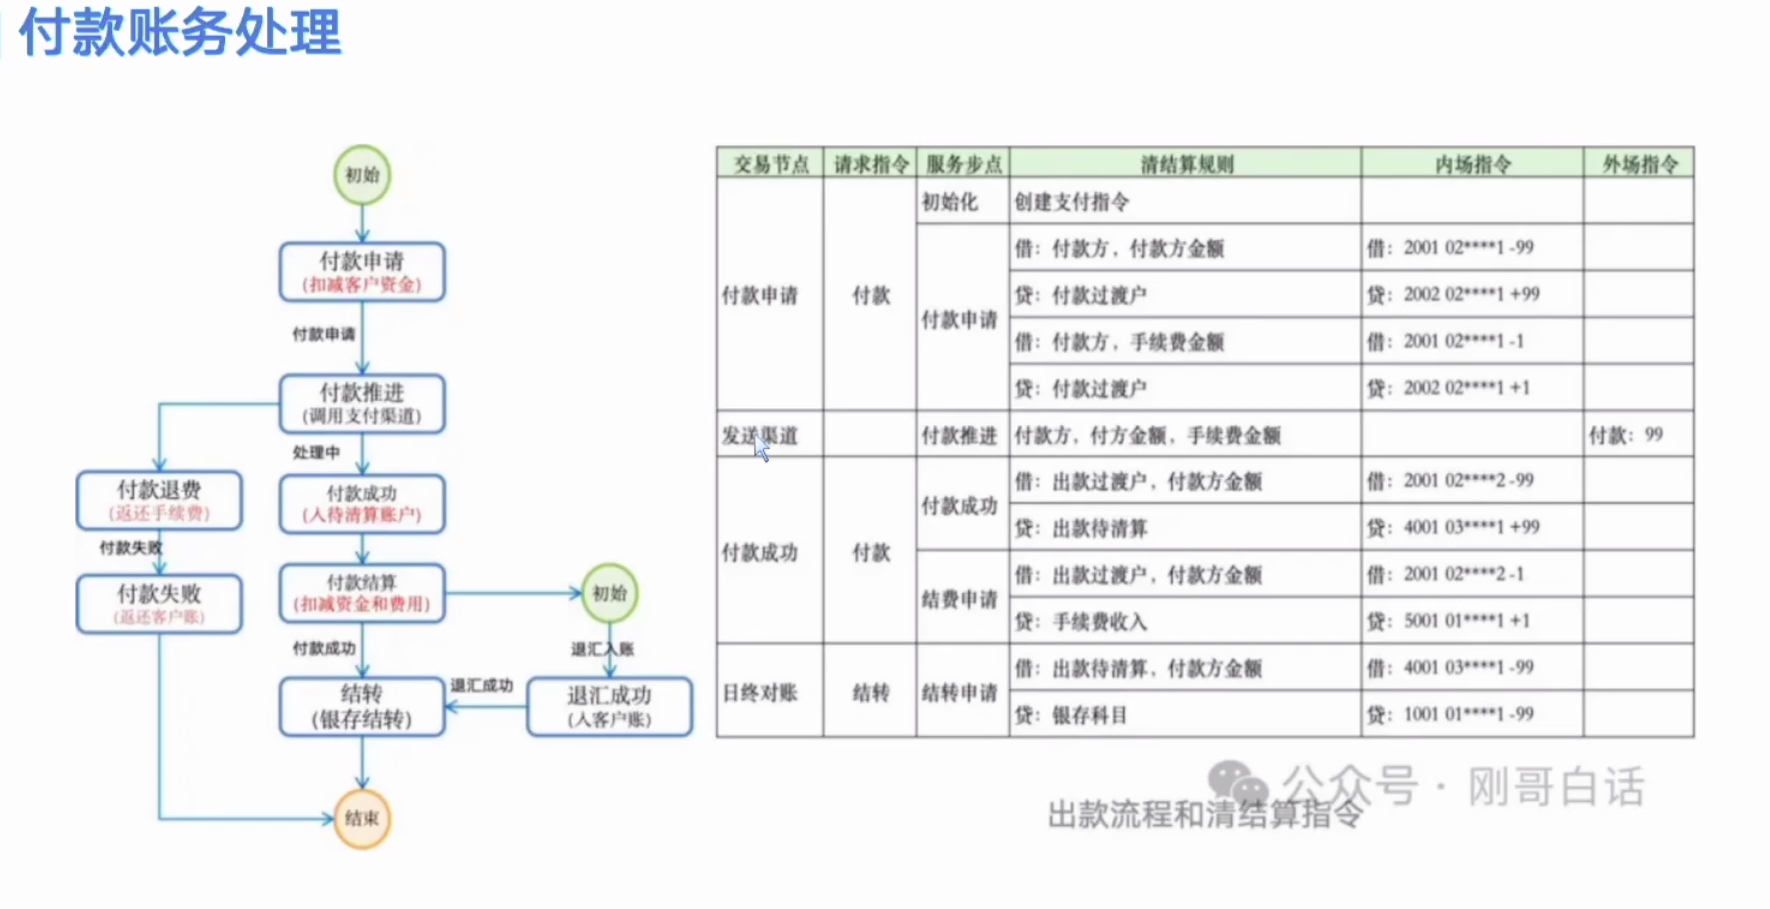 付款账务处理
初始
付款申请
(扣减客户资金)
付款申请
付款推进
(调用支付渠道)
处理中
付款退费
(返还手续费)
付款成功
(入待清算账户)
付款失败
付款失败
(返还客户账)
付款结算
(扣减资金和费用)
初始
付款成功
退汇入账
结转
(银存结转)
退汇成功
退汇成功
(入客户账)
结束
交易节点 请求指令 服务步点 清结算规则 内场指令 外场指令
付款申请 付款 初始化 创建支付指令
付款申请 借：付款方，付款方金额 借：2001 02****1 -99
贷：付款过渡户 贷：2002 02****1 +99
借：付款方，手续费金额 借：2001 02****1 -1
贷：付款过渡户 贷：2002 02****1 +1
发送渠道 付款推进 付款方，付方金额，手续费金额 付款：99
付款成功 付款 付款成功 借：出款过渡户，付款方金额 借：2001 02****2 -99
贷：出款待清算 贷：4001 03****1 +99
结费申请 借：出款过渡户，付款方金额 借：2001 02****2 -1
贷：手续费收入 贷：5001 01****1 +1
日终对账 结转 结转申请 借：出款待清算，付款方金额 借：4001 03****1 -99
贷：银存科目 贷：1001 01****1 -99
公众号 · 刚哥白话
出款流程和清结算指令